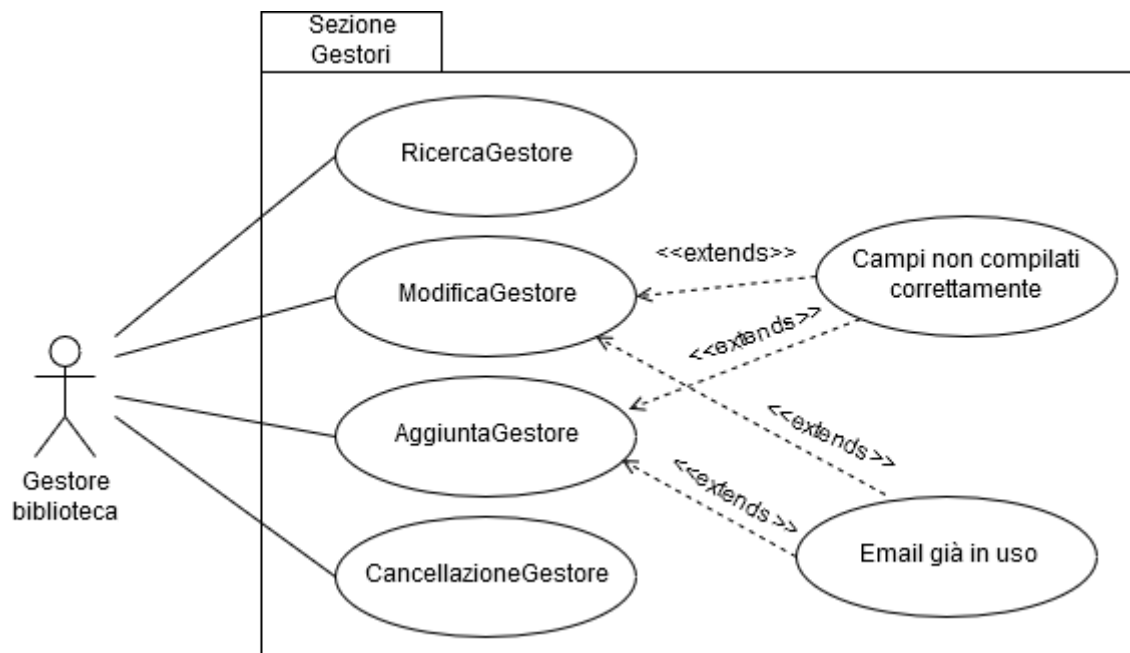 Sezione
Gestori
RicercaGestore
ModificaGestore
<<extends>>
Campi non compilati
correttamente
<<extends>>
<<extends>>
AggiuntaGestore
<<extends>>
Gestore
biblioteca
CancellazioneGestore
Email già in uso